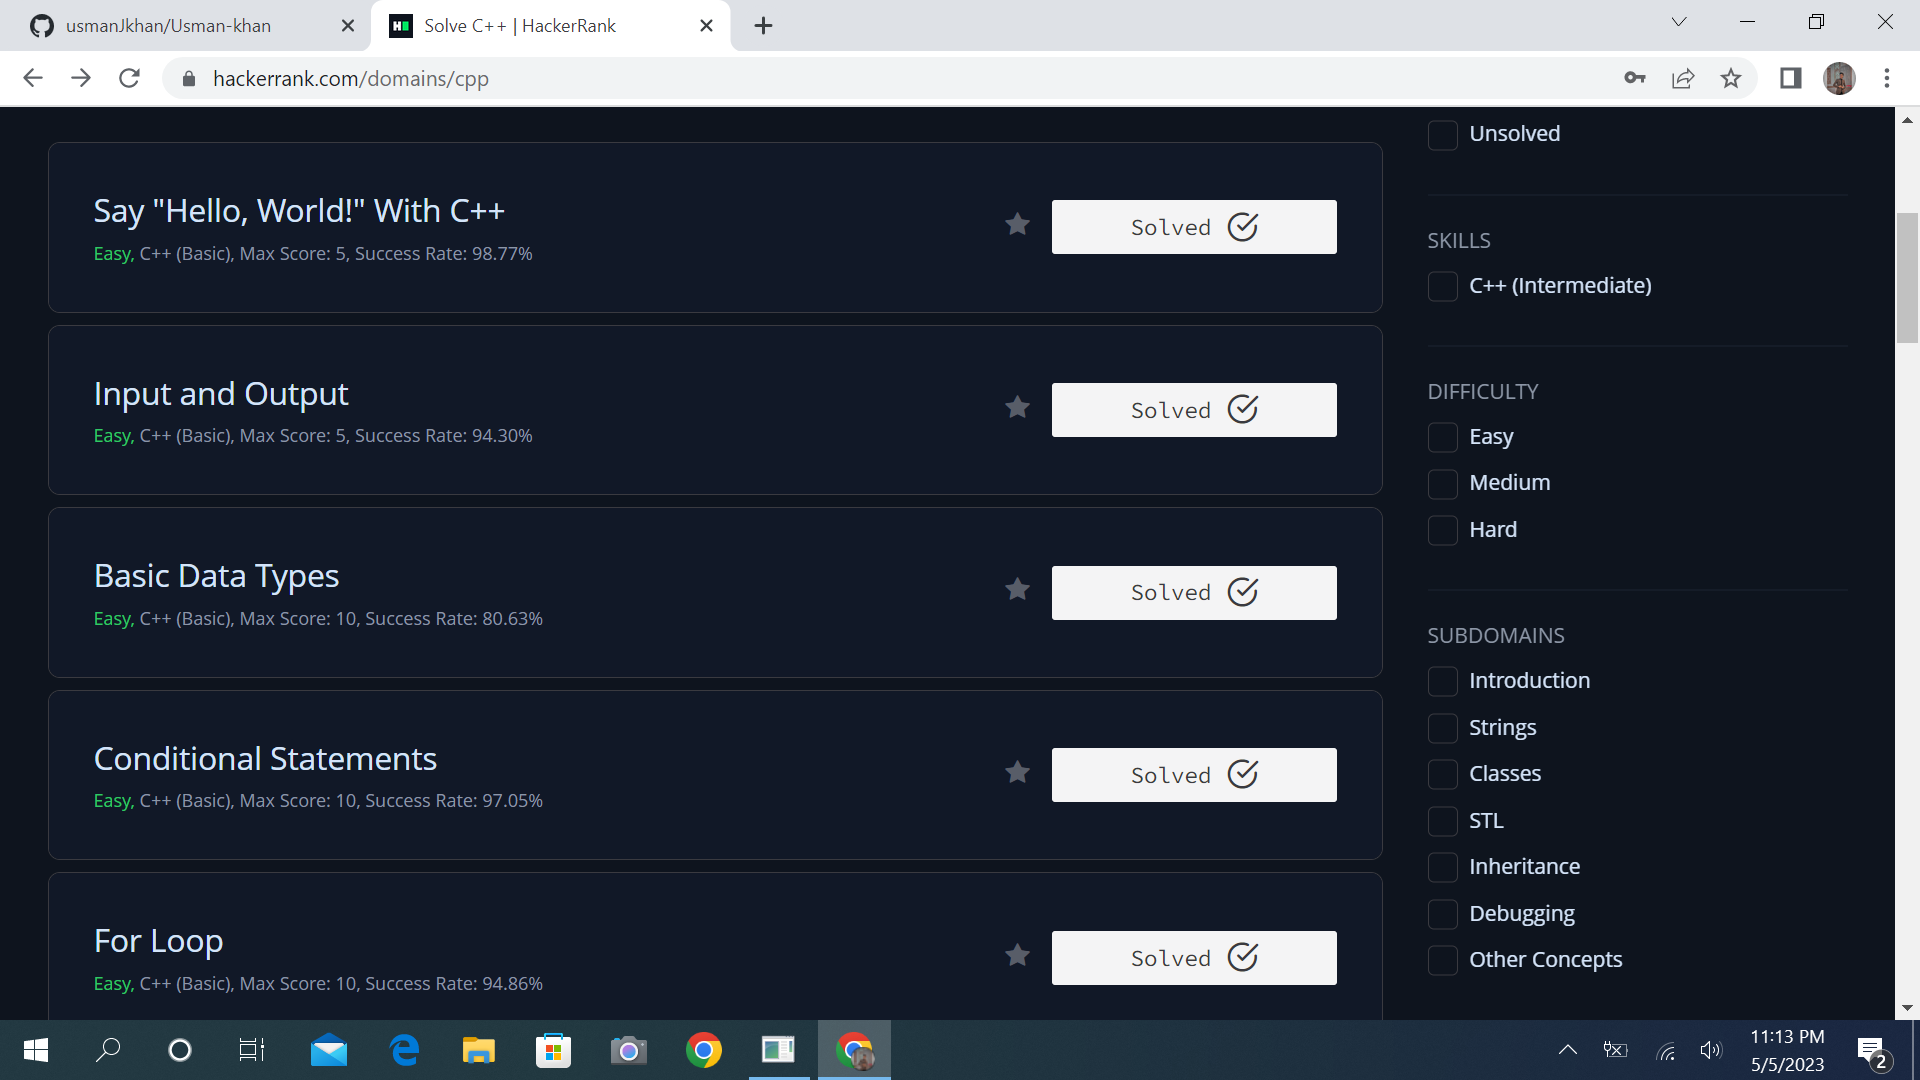 usmanJkhan/Usman-khan
Solve C++ | HackerRank
hackerrank.com/domains/cpp
Say "Hello, World!" With C++
Easy, C++ (Basic), Max Score: 5, Success Rate: 98.77%
Solved
Input and Output
Easy, C++ (Basic), Max Score: 5, Success Rate: 94.30%
Solved
Basic Data Types
Easy, C++ (Basic), Max Score: 10, Success Rate: 80.63%
Solved
Conditional Statements
Easy, C++ (Basic), Max Score: 10, Success Rate: 97.05%
Solved
For Loop
Easy, C++ (Basic), Max Score: 10, Success Rate: 94.86%
Solved
Unsolved
SKILLS
C++ (Intermediate)
DIFFICULTY
Easy
Medium
Hard
SUBDOMAINS
Introduction
Strings
Classes
STL
Inheritance
Debugging
Other Concepts
11:13 PM
5/5/2023
2